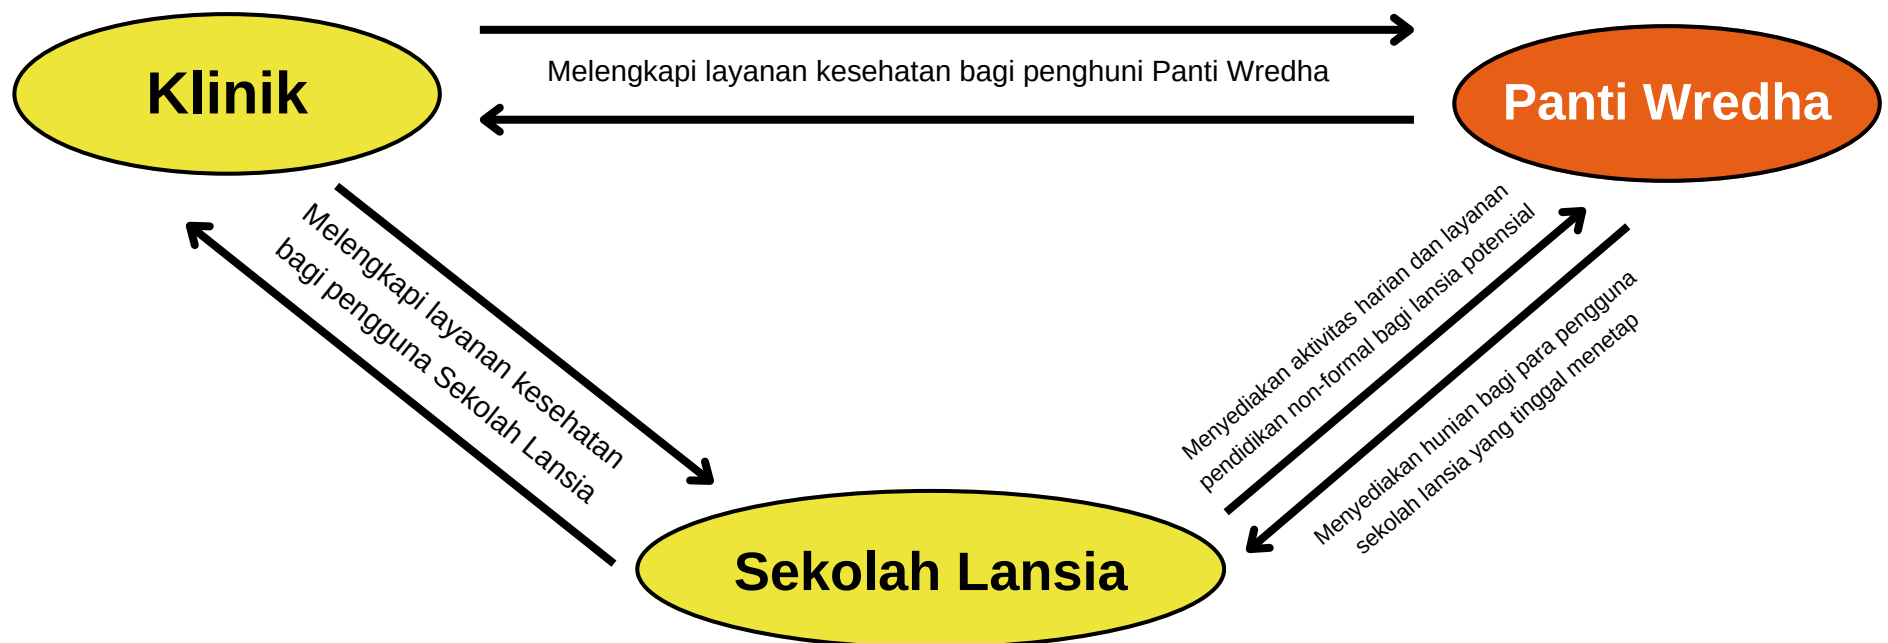 Klinik
Melengkapi layanan kesehatan bagi penghuni Panti Wredha
Panti Wredha
Melengkapi layanan kesehatan
bagi pengguna Sekolah Lansia
Menyediakan aktivitas harian dan layanan
pendidikan non-formal bagi lansia potensial
Menyediakan hunian bagi para pengguna
sekolah lansia yang tinggal menetap
Sekolah Lansia